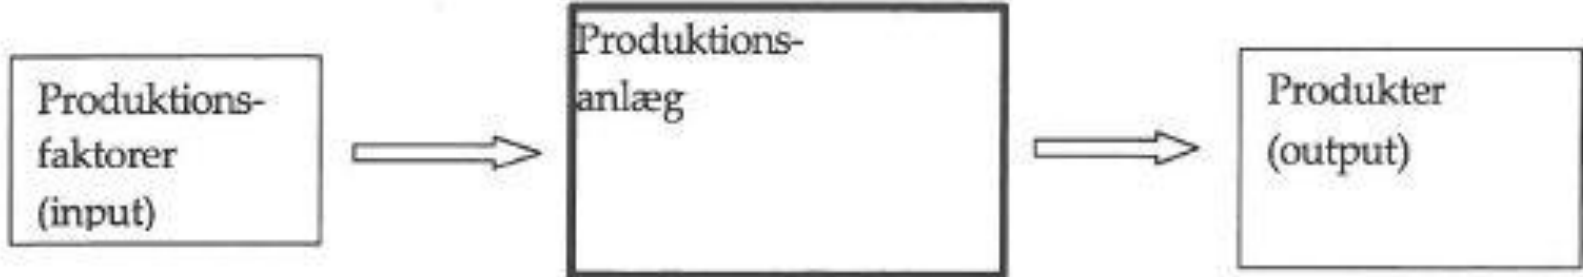 Produktions-
faktorer
(input)
Produktions-
anlæg
Produkter
(output)